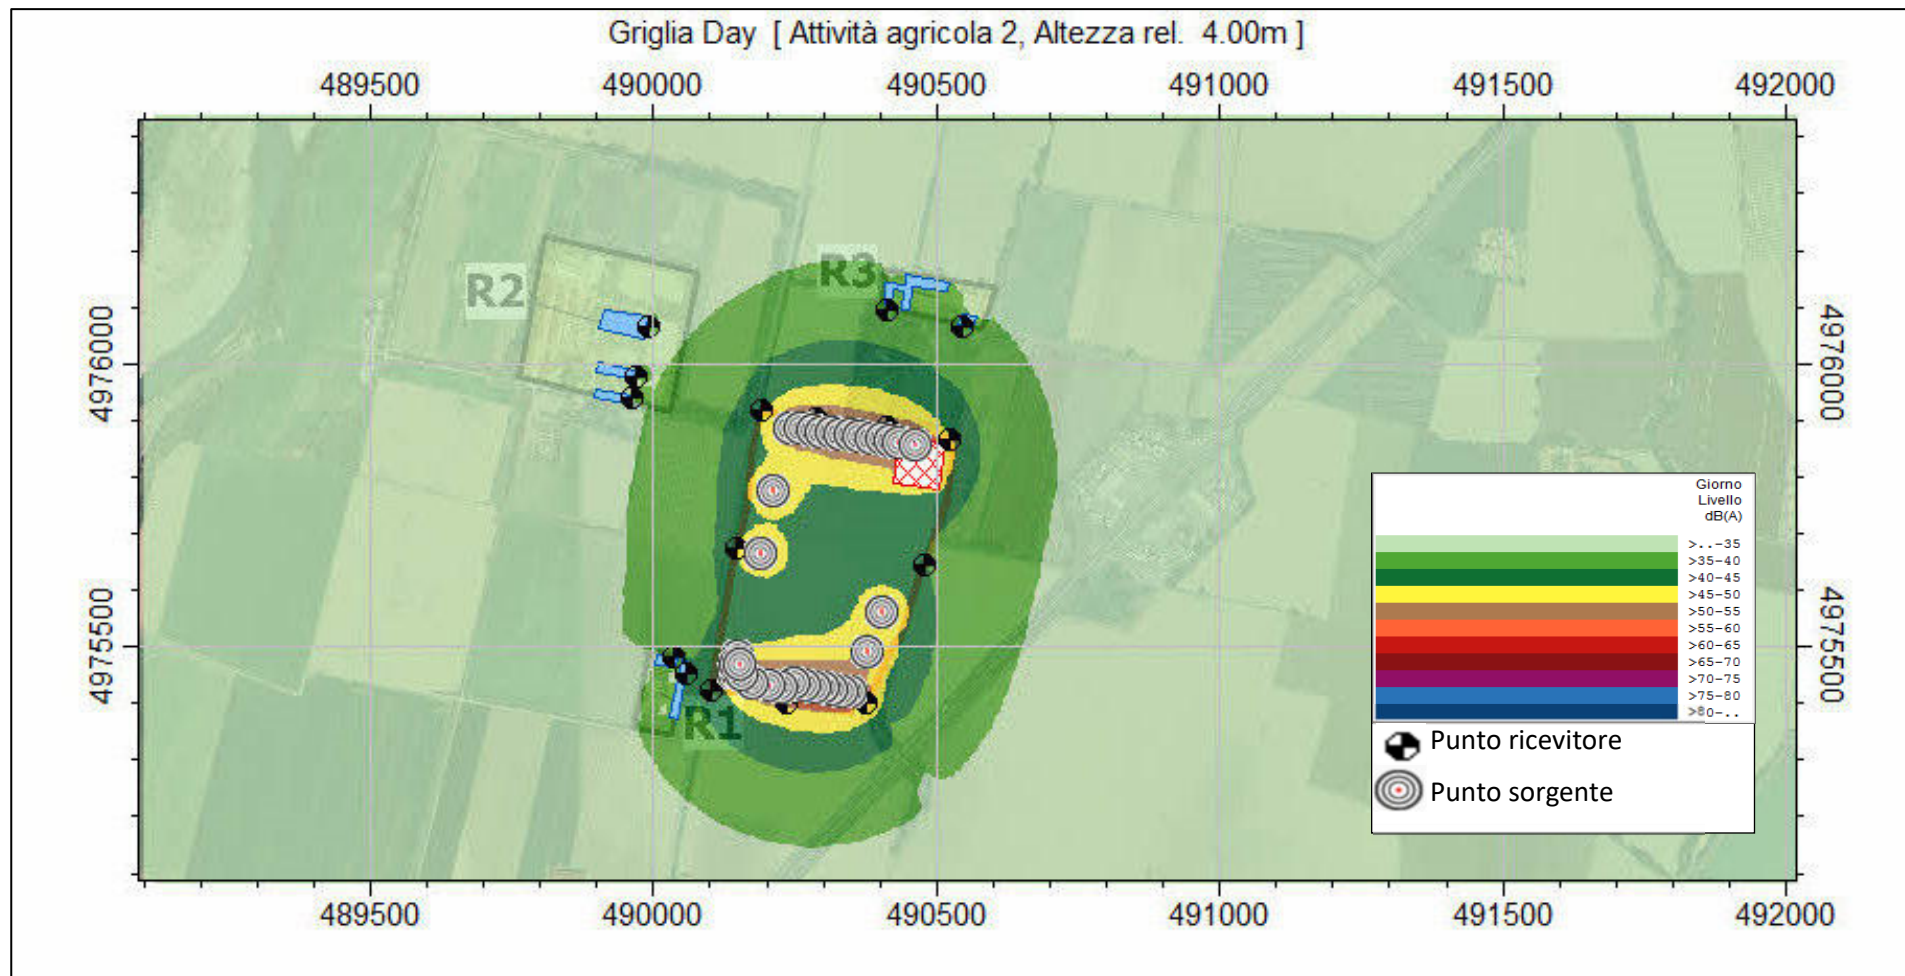 Griglia Day [ Attività agricola 2, Altezza rel. 4.00m ]
489500 490000 490500 491000 491500 492000
R3
R2
4976000 4976000
Giorno
Livello
dB(A)
>..-35
>35-40
>40-45
>45-50
>50-55
>55-60
>60-65
>65-70
>70-75
>75-80
>80-..
4975500 4975500
R1
Punto ricevitore
Punto sorgente
489500 490000 490500 491000 491500 492000